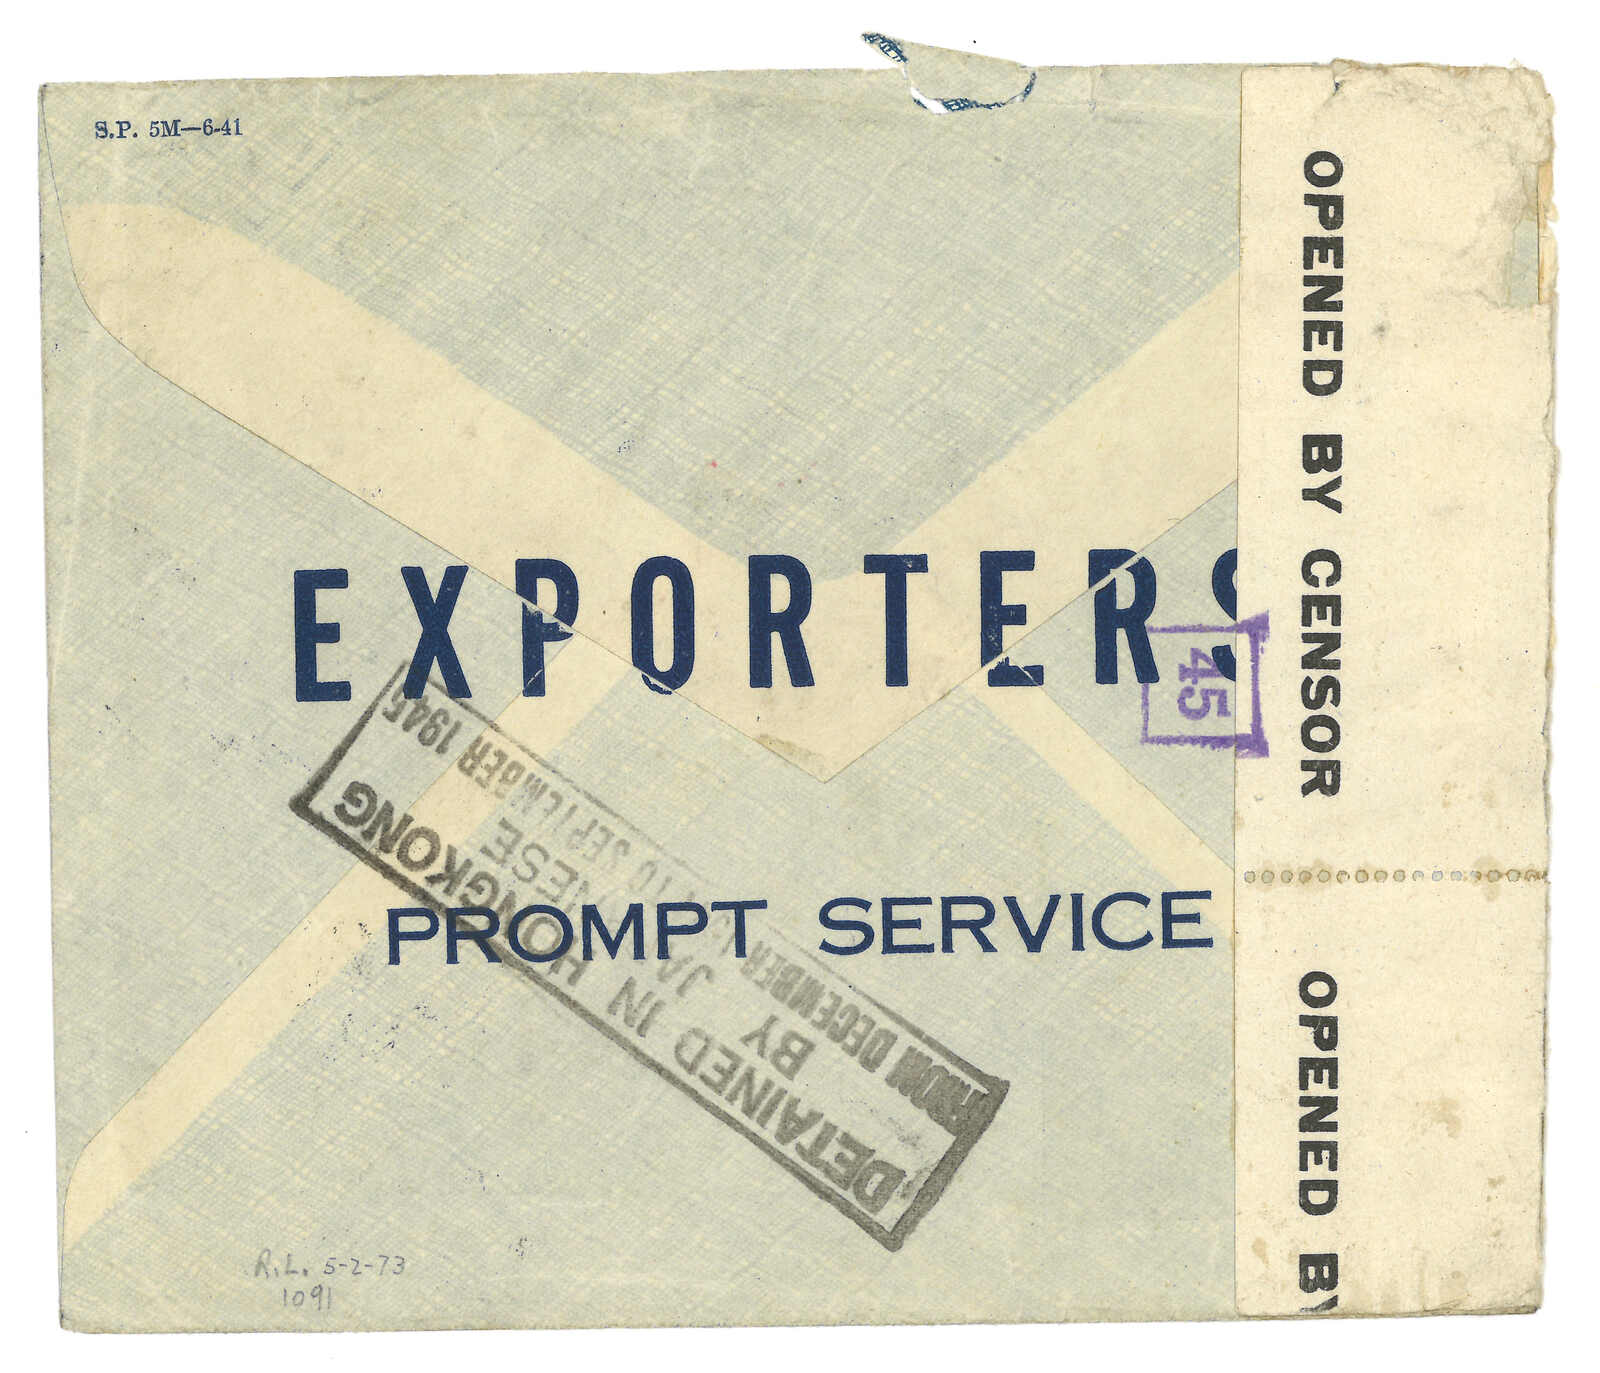 S.P. 5M—6-41
EXPORTERS
PROMPT SERVICE
DETAINED IN HONGKONG
BY JAPANESE
FROM DECEMBER TO SEPTEMBER 1945
45
OPENED BY CENSOR
OPENED BY
R.L. 5-2-73
1091